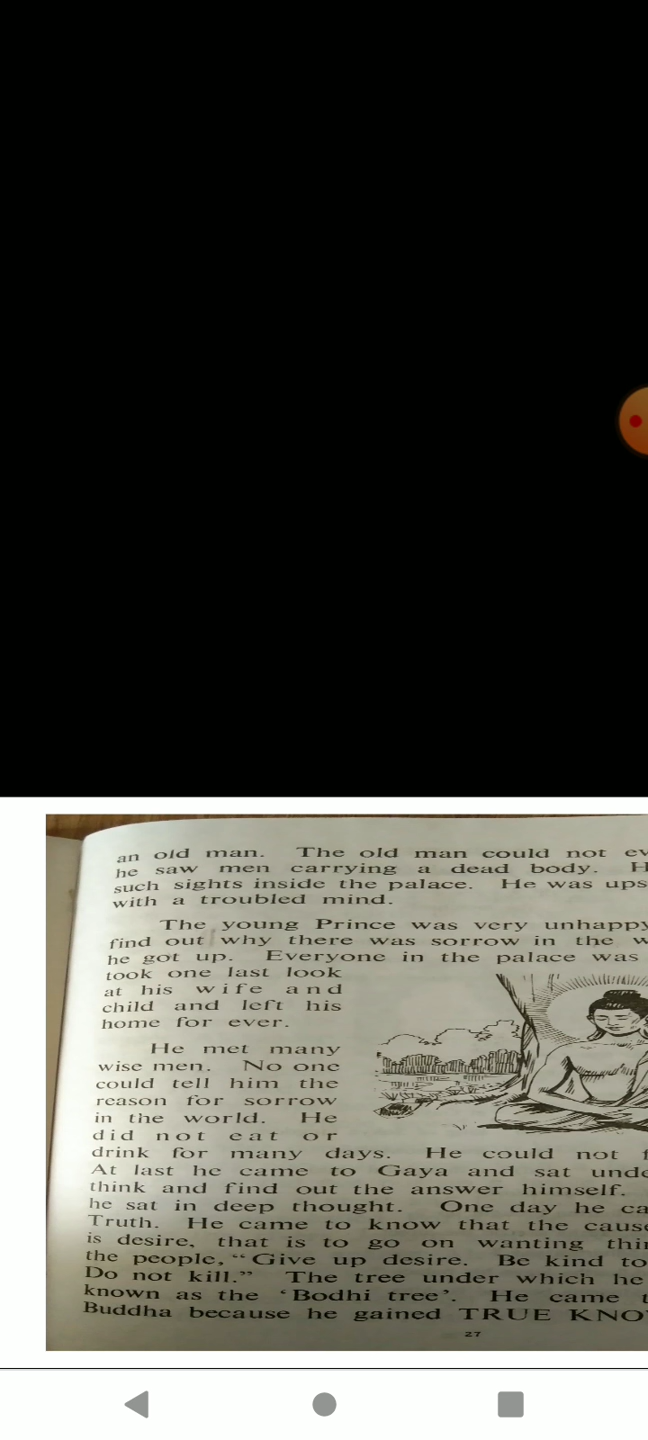 an old man. The old man could not
he saw men carrying a dead body.
such sights inside the palace. He was
with a troubled mind.
The young Prince was very unhappy
find out why there was sorrow in the
he got up. Everyone in the palace was
took one last look
at his wife and
child and left his
home for ever.
He met many
wise men. No one
could tell him the
reason for sorrow
in the world. He
did not eat or
drink for many days. He could not
At last he came to Gaya and sat
think and find out the answer himself.
he sat in deep thought. One day he
Truth. He came to know that the
is desire, that is to go on wanting
the people, “Give up desire. Be kind to
Do not kill.” The tree under which he
known as the ‘Bodhi tree’. He came
Buddha because he gained TRUE
27